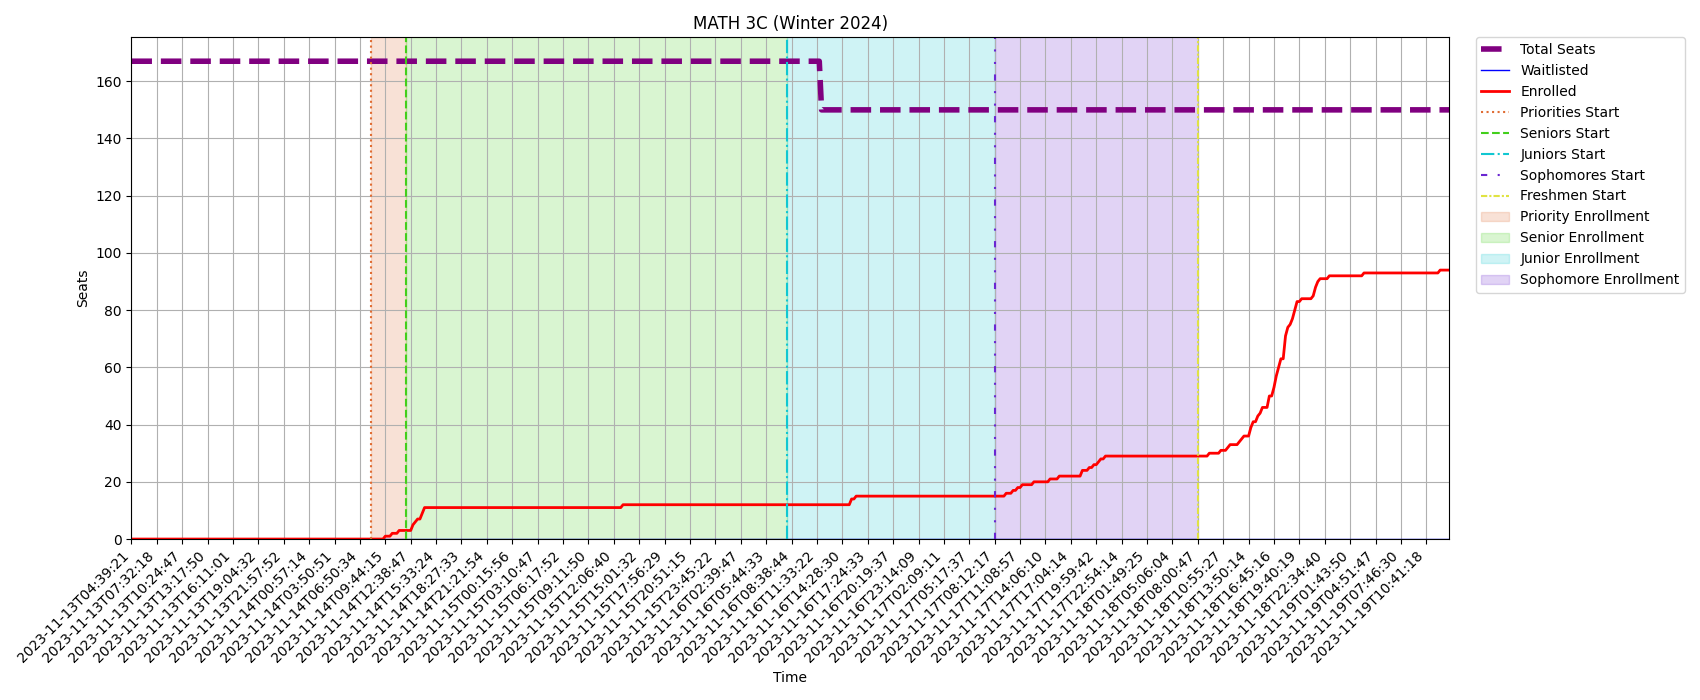 MATH 3C (Winter 2024)
Seats
160
140
120
100
80
60
40
20
0
2023-11-13T04:39:21
2023-11-13T07:32:18
2023-11-13T10:24:47
2023-11-13T13:17:50
2023-11-13T16:11:01
2023-11-13T19:04:32
2023-11-13T21:57:52
2023-11-14T00:57:14
2023-11-14T03:50:51
2023-11-14T06:50:34
2023-11-14T09:44:15
2023-11-14T12:38:47
2023-11-14T15:33:24
2023-11-14T18:27:33
2023-11-14T21:21:54
2023-11-15T00:15:56
2023-11-15T03:10:47
2023-11-15T06:17:52
2023-11-15T09:11:50
2023-11-15T12:06:40
2023-11-15T15:01:32
2023-11-15T17:56:29
2023-11-15T20:51:15
2023-11-15T23:45:22
2023-11-16T02:39:47
2023-11-16T05:44:33
2023-11-16T08:38:44
2023-11-16T11:33:22
2023-11-16T14:28:30
2023-11-16T17:24:33
2023-11-16T20:19:37
2023-11-16T23:14:09
2023-11-17T02:09:11
2023-11-17T05:17:37
2023-11-17T08:12:17
2023-11-17T11:08:57
2023-11-17T14:06:10
2023-11-17T17:04:14
2023-11-17T19:59:42
2023-11-17T22:54:14
2023-11-18T01:49:25
2023-11-18T05:06:04
2023-11-18T08:00:47
2023-11-18T10:55:27
2023-11-18T13:50:14
2023-11-18T16:45:16
2023-11-18T19:40:19
2023-11-18T22:34:40
2023-11-19T01:43:50
2023-11-19T04:51:47
2023-11-19T07:46:30
2023-11-19T10:41:18
Time
Total Seats
Waitlisted
Enrolled
Priorities Start
Seniors Start
Juniors Start
Sophomores Start
Freshmen Start
Priority Enrollment
Senior Enrollment
Junior Enrollment
Sophomore Enrollment